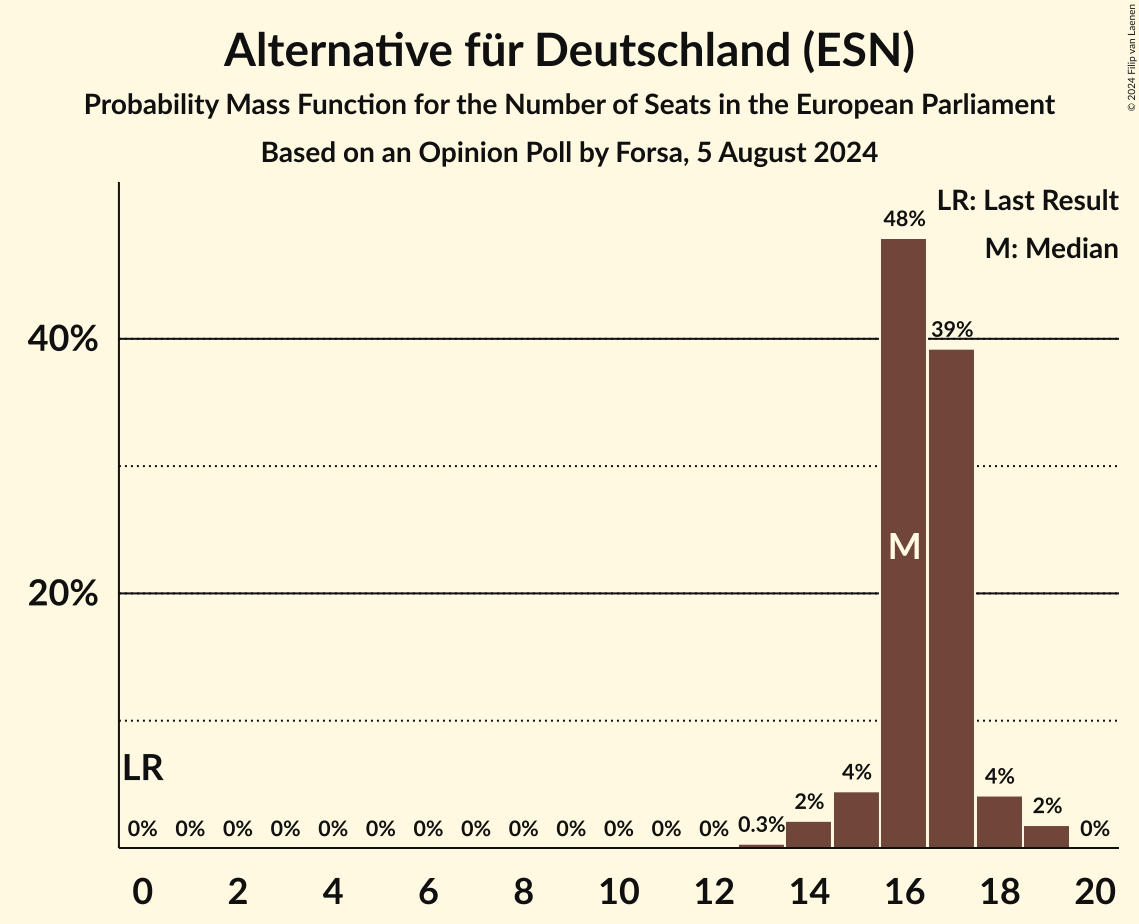 Alternative für Deutschland (ESN)
Probability Mass Function for the Number of Seats in the European Parliament
Based on an Opinion Poll by Forsa, 5 August 2024
© 2024 Filip van Laenen
LR: Last Result
M: Median
48%
39%
40%
M
20%
LR
4%
4%
2%
2%
0% 0% 0% 0% 0% 0% 0% 0% 0% 0% 0% 0% 0% 0.3% 0%
0 2 4 6 8 10 12 14 16 18 20